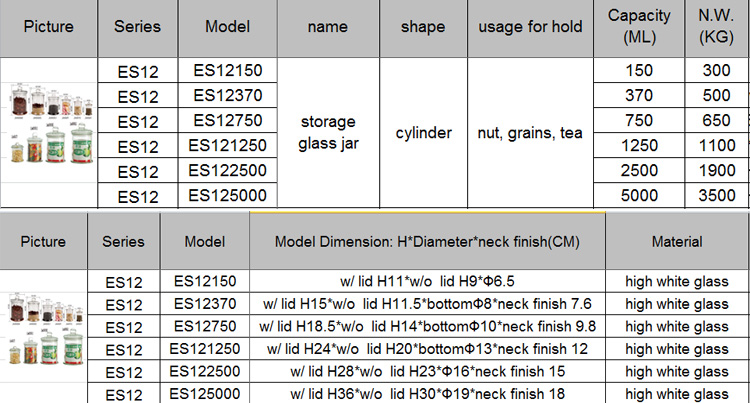 Picture Series Model name shape usage for hold Capacity (ML) N.W. (KG)
ES12 ES12150 150 300
ES12 ES12370 370 500
ES12 ES12750 750 650
storage glass jar cylinder nut, grains, tea
ES12 ES121250 1250 1100
ES12 ES122500 2500 1900
ES12 ES125000 5000 3500
Picture Series Model Model Dimension: H*Diameter*neck finish(CM) Material
ES12 ES12150 w/ lid H11*w/o lid H9*Φ6.5 high white glass
ES12 ES12370 w/ lid H15*w/o lid H11.5*bottomΦ8*neck finish 7.6 high white glass
ES12 ES12750 w/ lid H18.5*w/o lid H14*bottomΦ10*neck finish 9.8 high white glass
ES12 ES121250 w/ lid H24*w/o lid H20*bottomΦ13*neck finish 12 high white glass
ES12 ES122500 w/ lid H28*w/o lid H23*Φ16*neck finish 15 high white glass
ES12 ES125000 w/ lid H36*w/o lid H30*Φ19*neck finish 18 high white glass